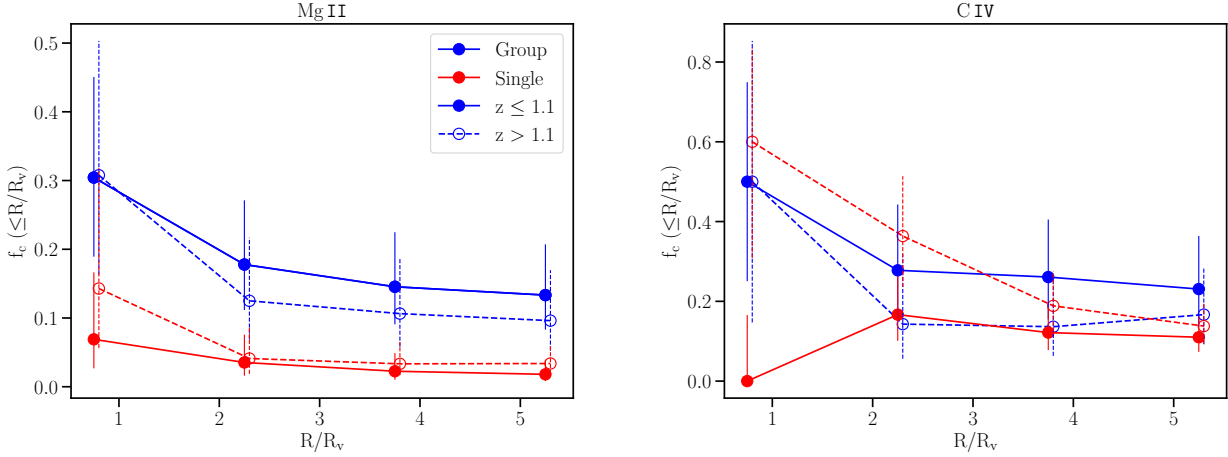 Mg II
0.5
0.4
0.3
0.2
0.1
0.0
f_c (≤R/R_v)
1 2 3 4 5
R/R_v
Group
Single
z ≤ 1.1
z > 1.1
C IV
0.8
0.6
0.4
0.2
0.0
f_c (≤R/R_v)
1 2 3 4 5
R/R_v